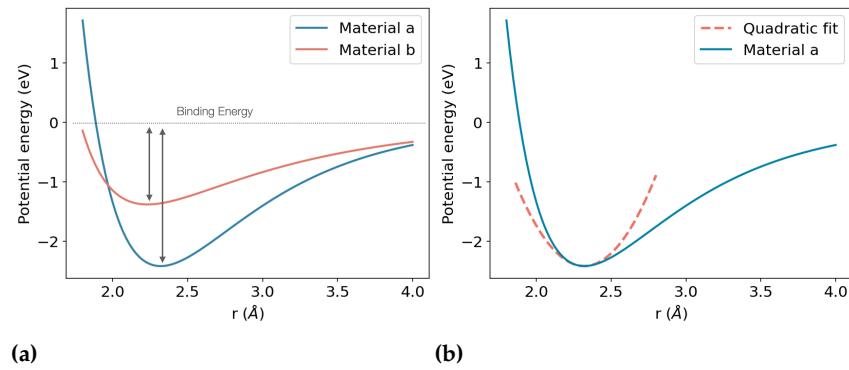 Material a
Material b
Binding Energy
Potential energy (eV)
1
0
−1
−2
2.0 2.5 3.0 3.5 4.0
r (Å)
(a)
Quadratic fit
Material a
Potential energy (eV)
1
0
−1
−2
2.0 2.5 3.0 3.5 4.0
r (Å)
(b)